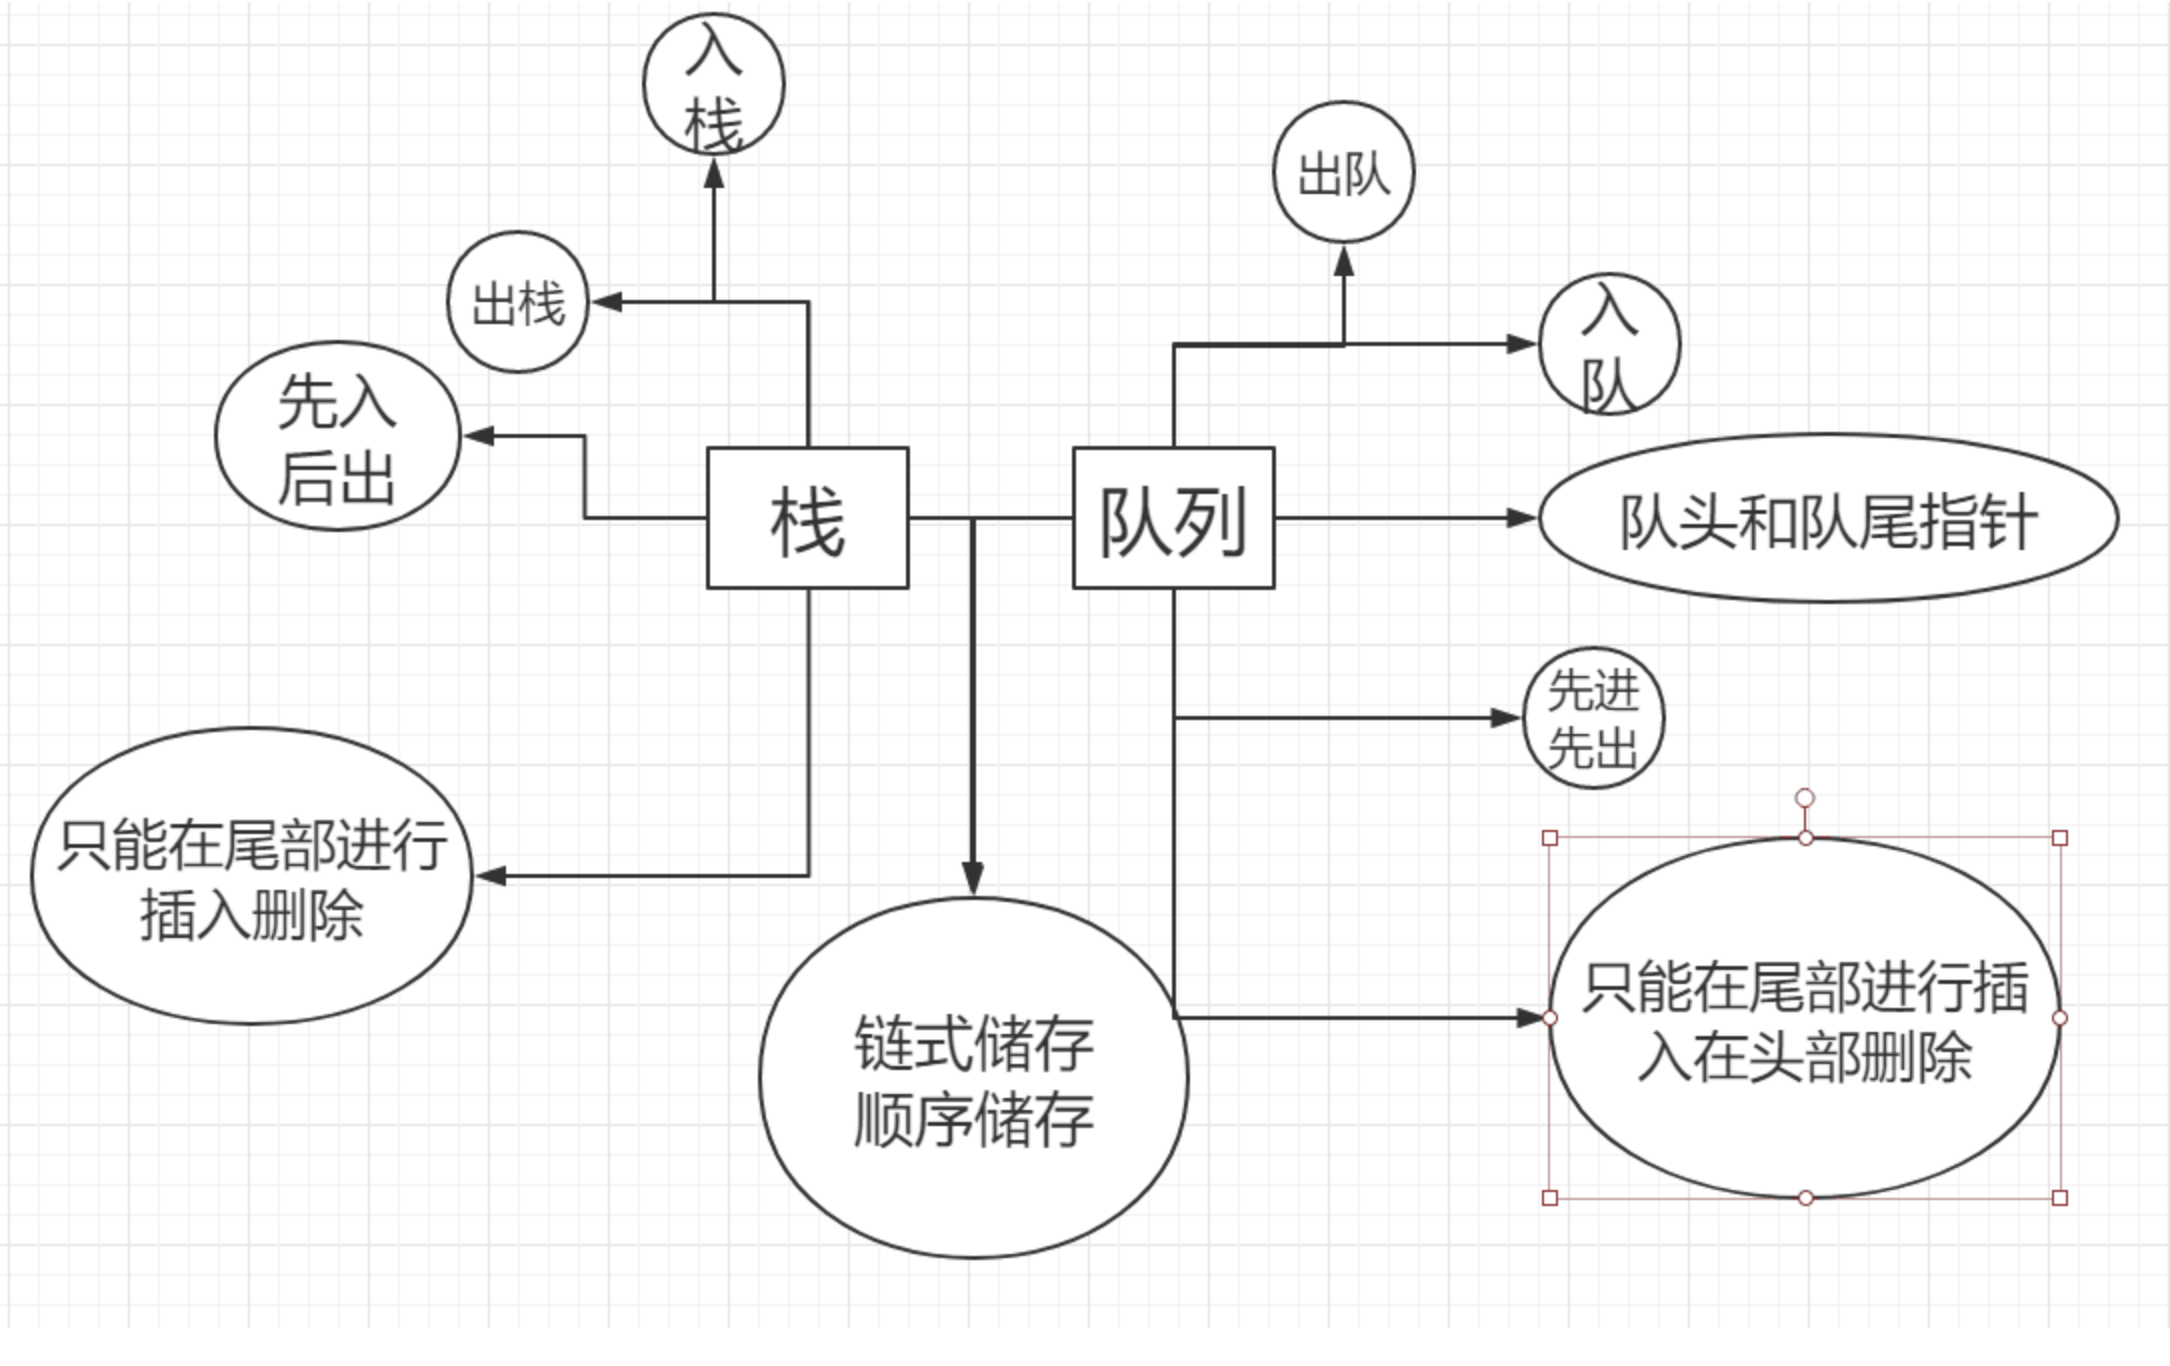 入
栈
出队
出栈
入
队
先入
后出
栈
队列
队头和队尾指针
先进
先出
只能在尾部进行
插入删除
只能在尾部进行插
入在头部删除
链式储存
顺序储存